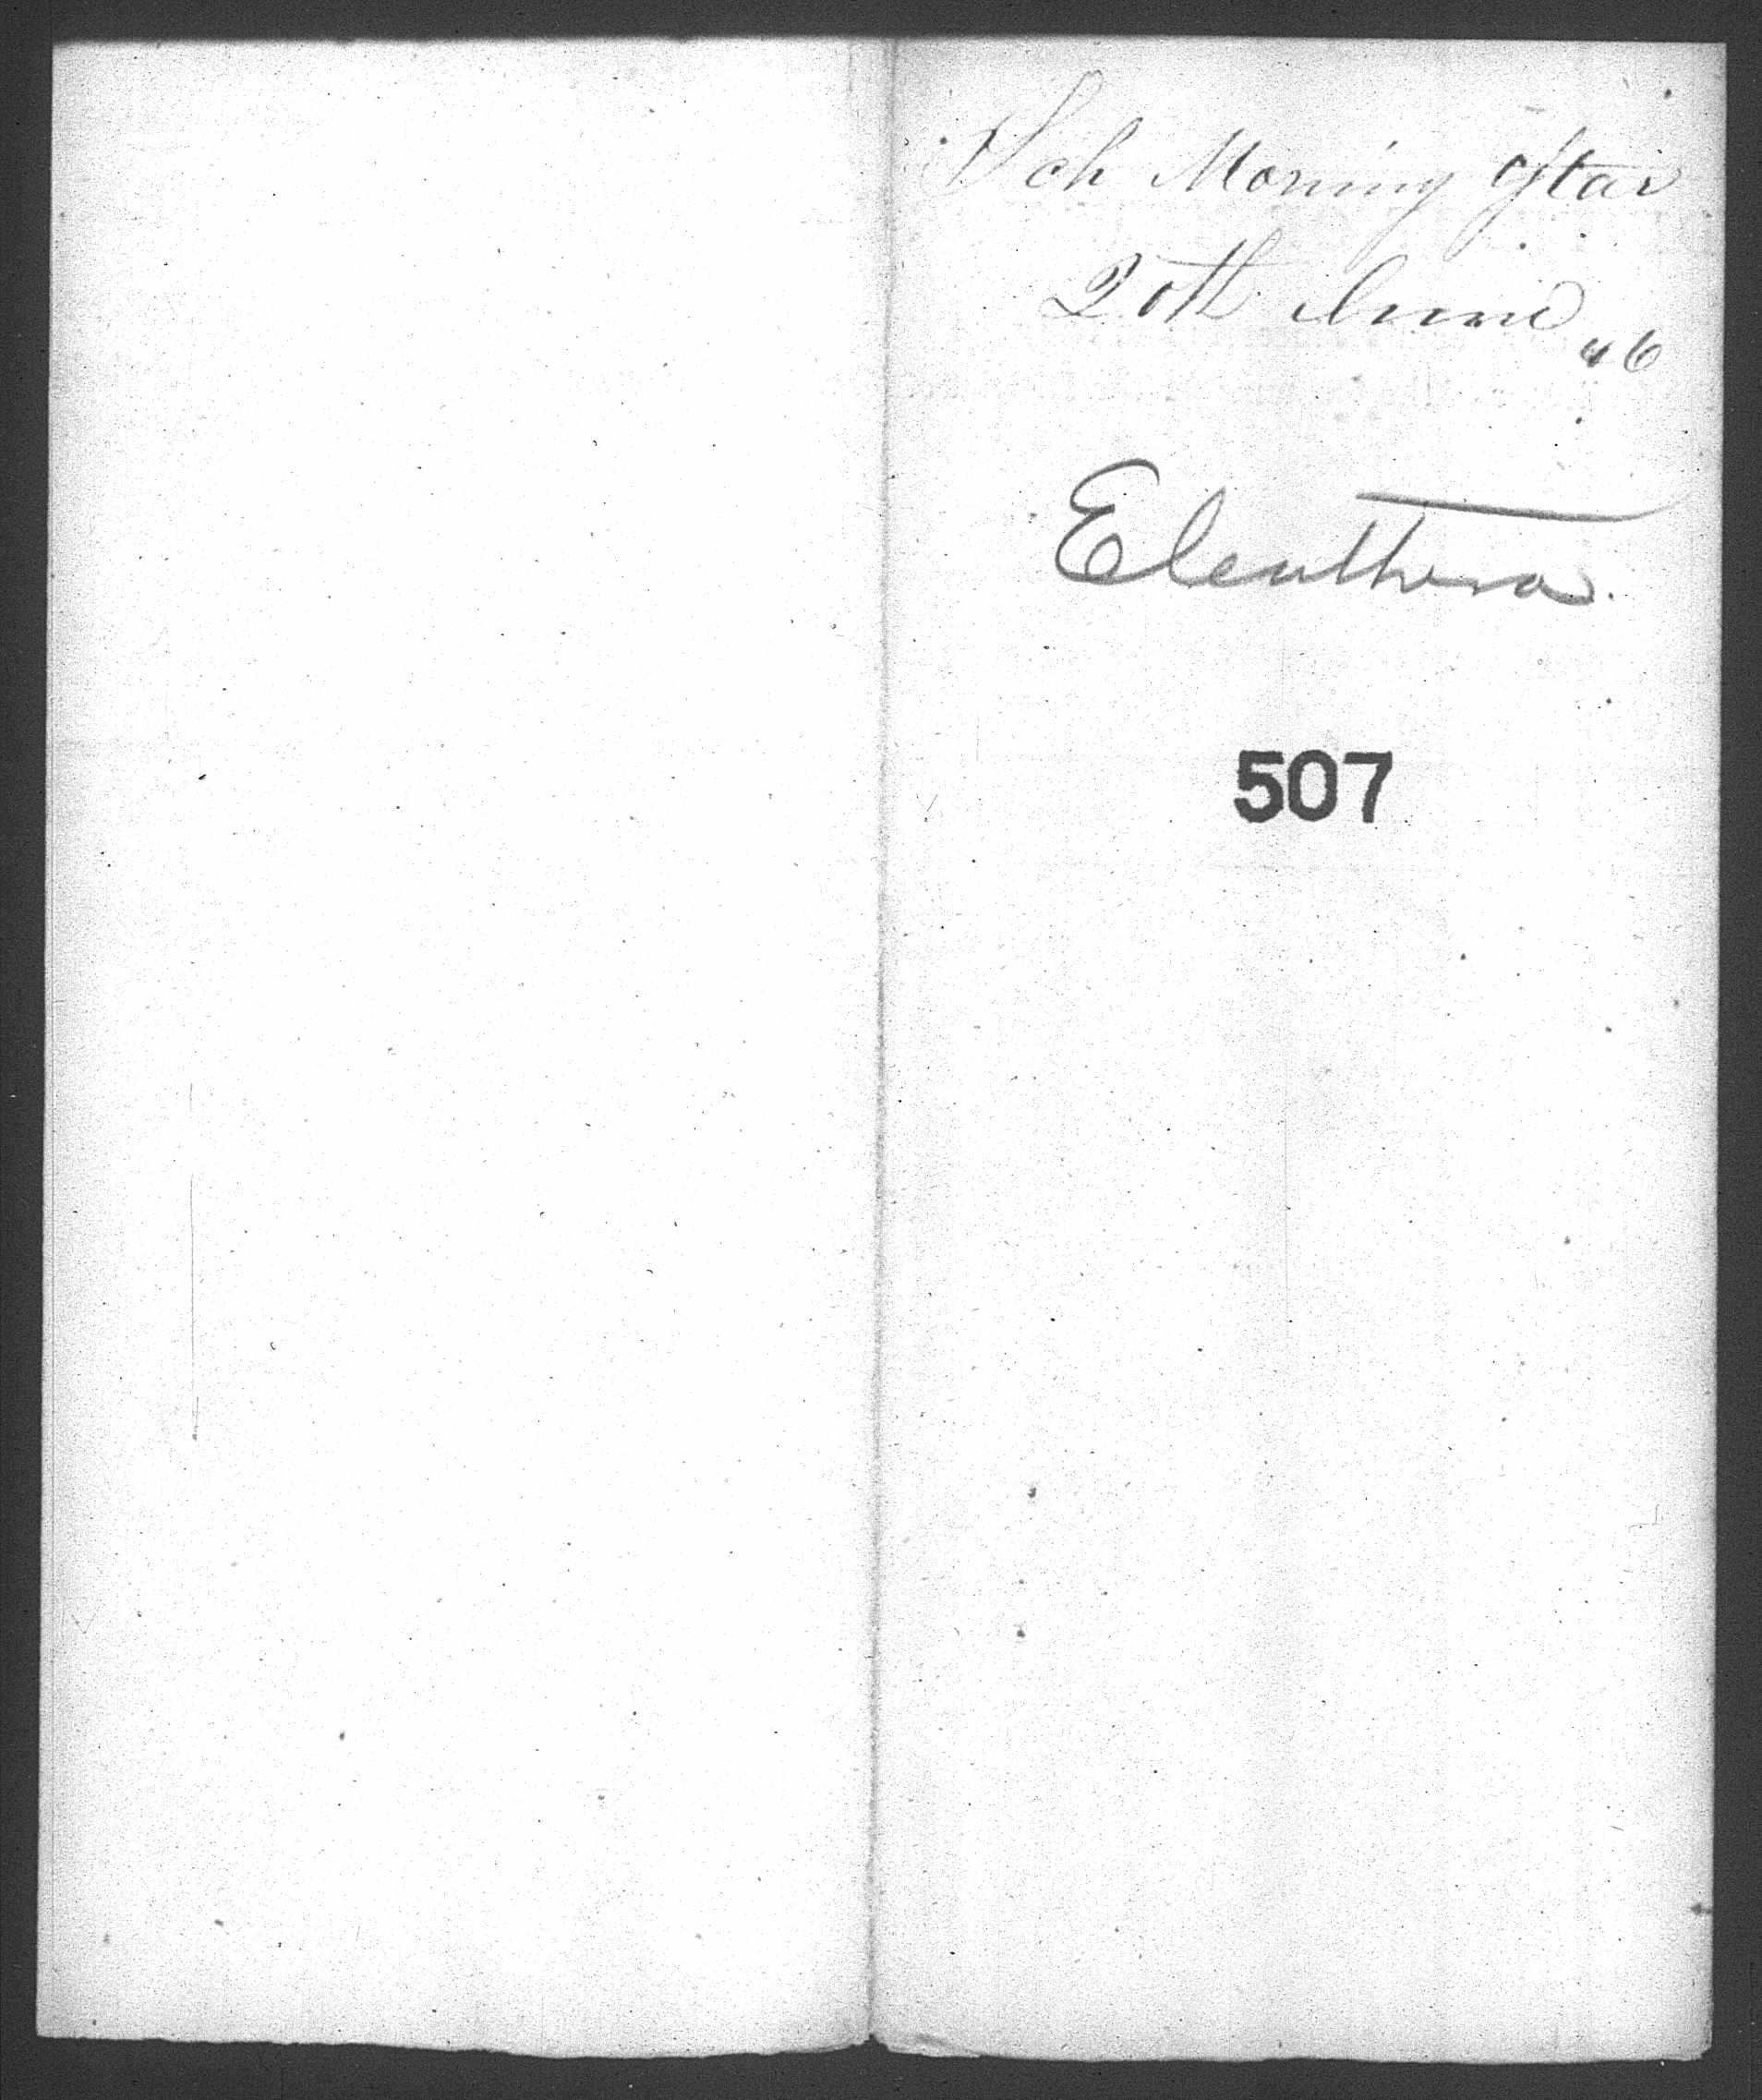 Sch Morning Star
20th June
46
Eleuthera.
507